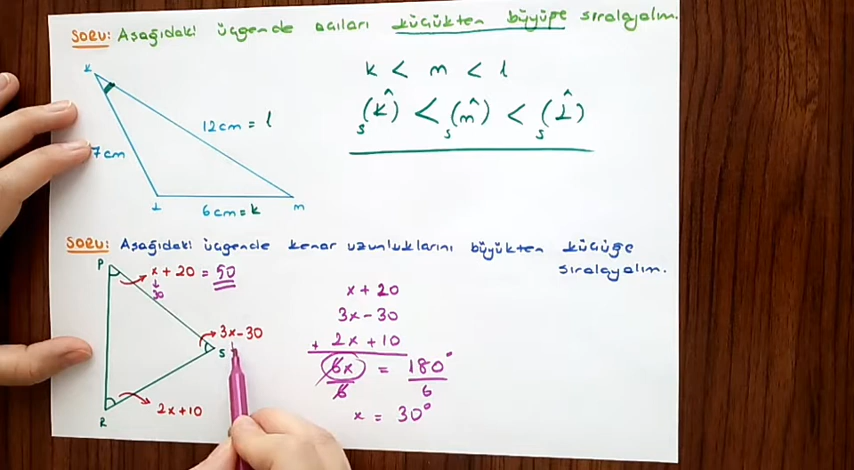 Soru: Aşağıdaki üçgende açıları küçükten büyüğe sıralayalım.
K
k < m < l
s(K̂) < s(m̂) < s(L̂)
12cm = l
7cm
L
6cm = k
m
Soru: Aşağıdaki üçgende kenar uzunluklarını büyükten küçüğe
sıralayalım.
P
x + 20 = 50
30
3x - 30
S
2x + 10
R
x + 20
3x - 30
+ 2x + 10
6x = 180°
6 6
x = 30°